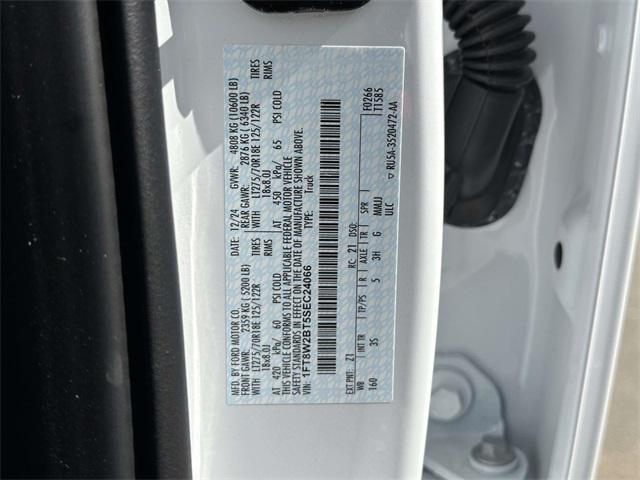 MFD. BY FORD MOTOR CO.
DATE: 12/24 GVWR: 4808 KG (10600 LB)
FRONT GAWR: 2359 KG (5200 LB) REAR GAWR: 2876 KG (6340 LB)
WITH LT275/70R18E 125/122R TIRES WITH LT275/70R18E 125/122R TIRES
18x8.0J RIMS 18x8.0J RIMS
AT 420 kPa/ 60 PSI COLD AT 450 kPa/ 65 PSI COLD
THIS VEHICLE CONFORMS TO ALL APPLICABLE FEDERAL MOTOR VEHICLE
SAFETY STANDARDS IN EFFECT ON THE DATE OF MANUFACTURE SHOWN ABOVE.
VIN: 1FT8W2BT5SEC24066 TYPE: Truck
F0266
TT585
EXT PNT: Z1 RC: 21 DSO:
WB INT TR TP/PS R AXLE TR SPR
160 3S 5 3H G MMAU
ULC
▽ RU5A-3520472-AA